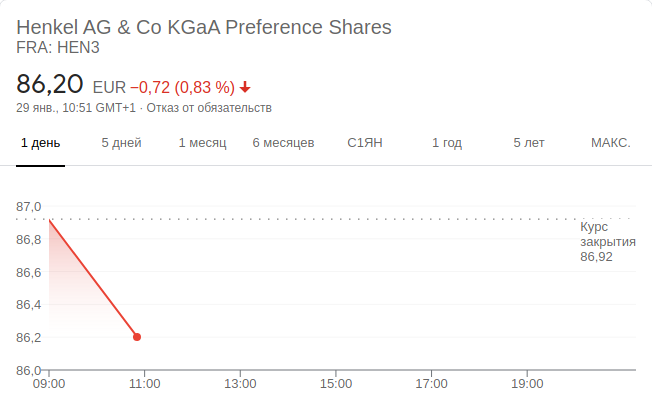 Henkel AG & Co KGaA Preference Shares
FRA: HEN3
86,20 EUR −0,72 (0,83 %)
29 янв., 10:51 GMT+1 · Отказ от обязательств
1 день 5 дней 1 месяц 6 месяцев С1ЯН 1 год 5 лет МАКС.
87,0
Курс
86,8 закрытия
86,92
86,6
86,4
86,2
86,0
09:00 11:00 13:00 15:00 17:00 19:00